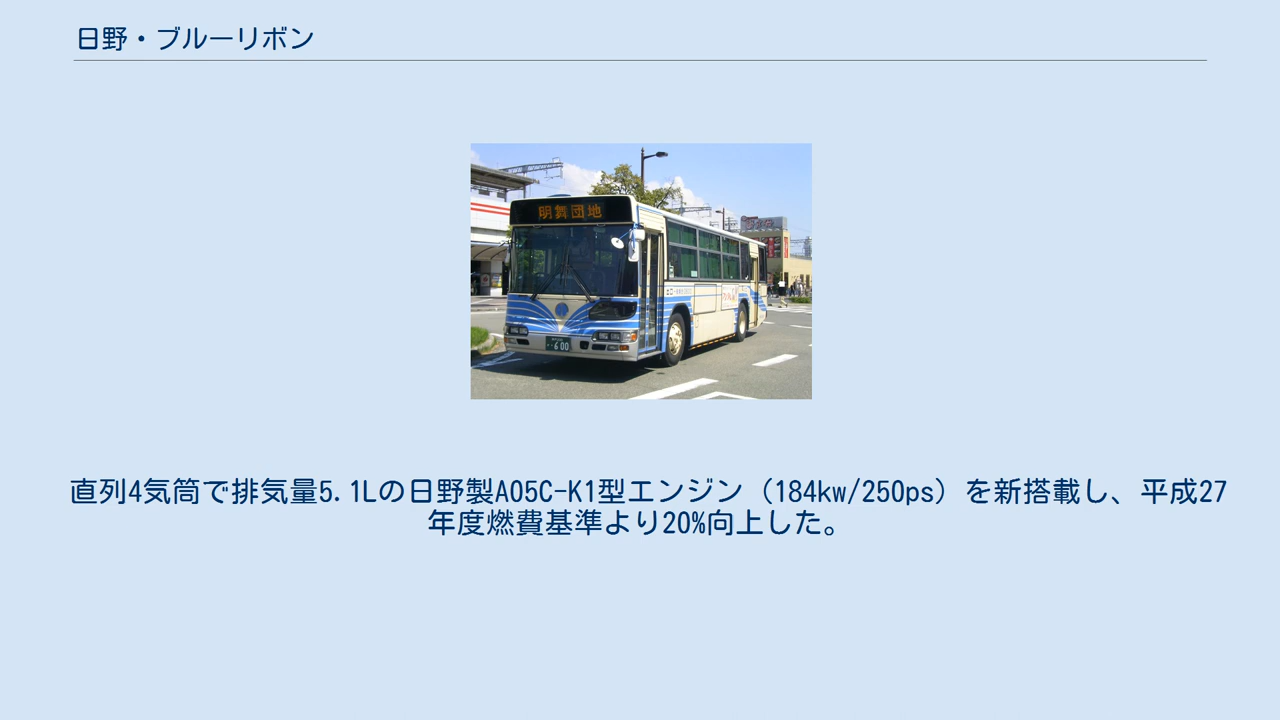 日野・ブルーリボン
明舞団地
・600
直列4気筒で排気量5.1Lの日野製A05C-K1型エンジン（184kw/250ps）を新搭載し、平成27
年度燃費基準より20%向上した。